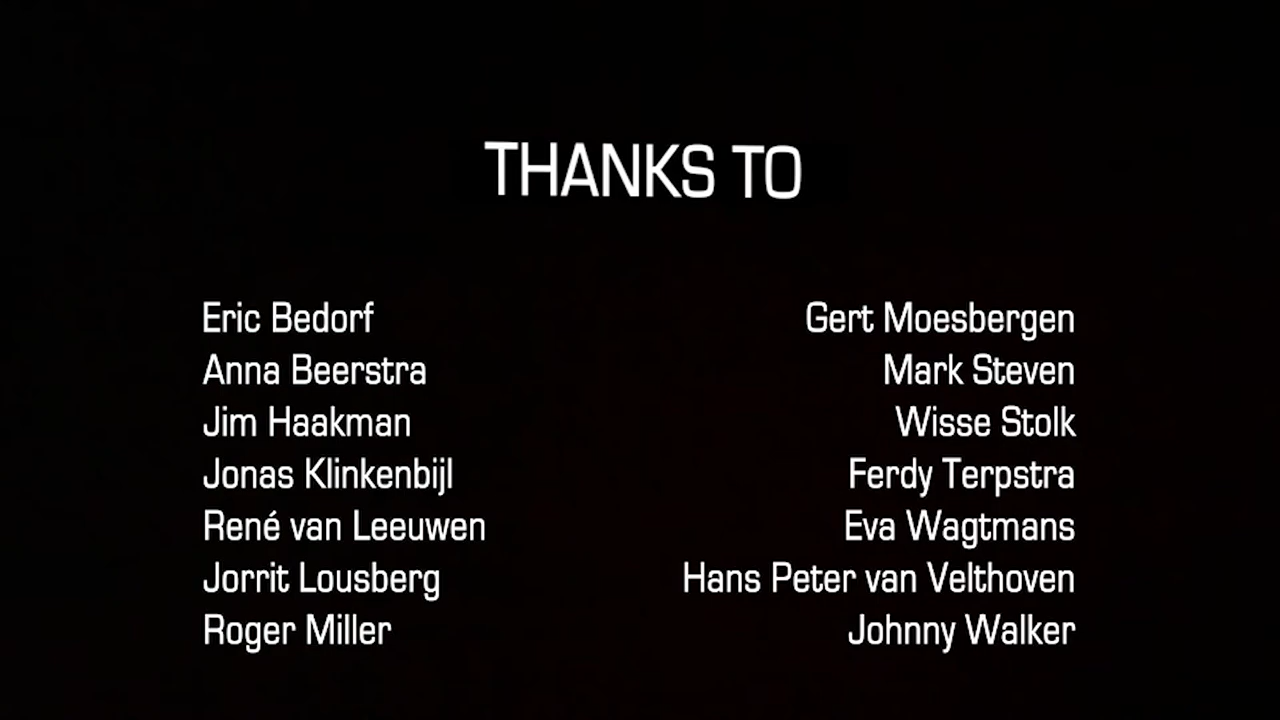 THANKS TO
Eric Bedorf
Anna Beerstra
Jim Haakman
Jonas Klinkenbijl
René van Leeuwen
Jorrit Lousberg
Roger Miller
Gert Moesbergen
Mark Steven
Wisse Stolk
Ferdy Terpstra
Eva Wagtmans
Hans Peter van Velthoven
Johnny Walker